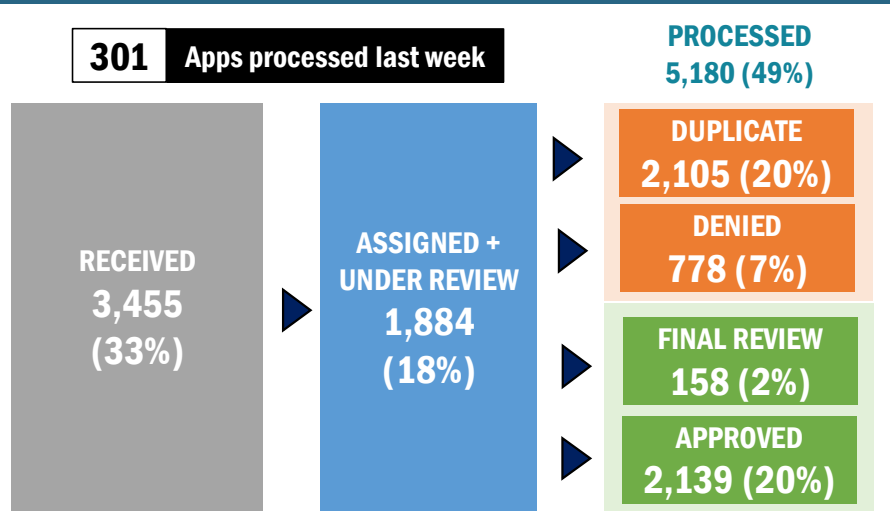 301 Apps processed last week
PROCESSED
5,180 (49%)
RECEIVED
3,455
(33%)
ASSIGNED +
UNDER REVIEW
1,884
(18%)
DUPLICATE
2,105 (20%)
DENIED
778 (7%)
FINAL REVIEW
158 (2%)
APPROVED
2,139 (20%)